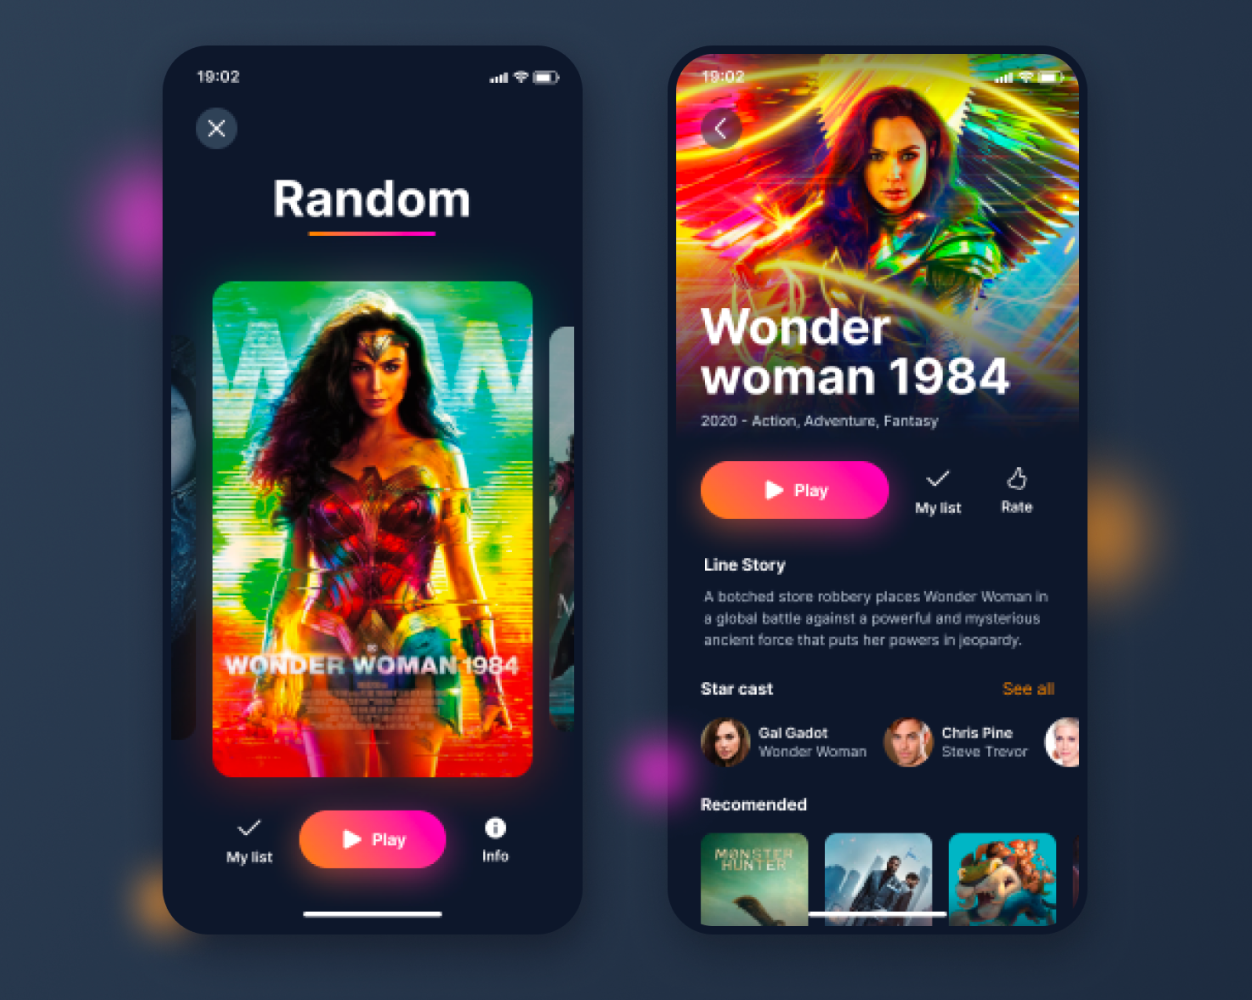 19:02
Random
W W
WONDER WOMAN 1984
M
My list
Play
Info
19:02
Wonder
woman 1984
2020 - Action, Adventure, Fantasy
Play
My list
Rate
Line Story
A botched store robbery places Wonder Woman in
a global battle against a powerful and mysterious
ancient force that puts her powers in jeopardy.
Star cast
See all
Gal Gadot
Wonder Woman
Chris Pine
Steve Trevor
Recomended
MONSTER
HUNTER